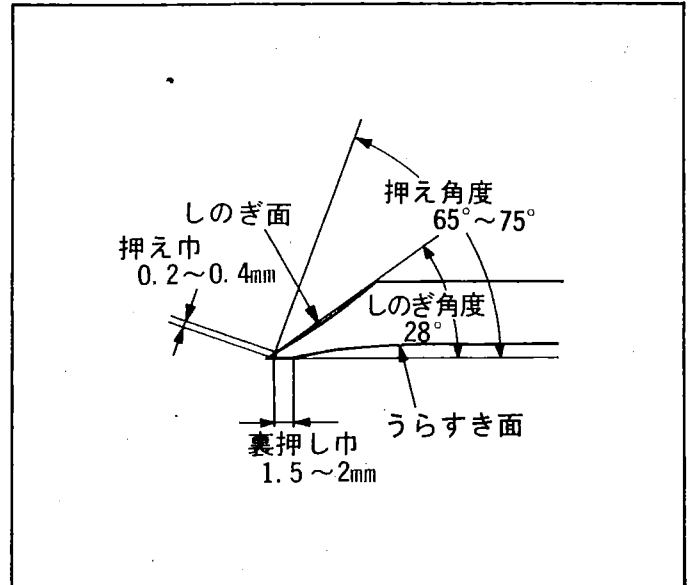 押え角度
65°～75°
しのぎ面
押え巾
0.2～0.4mm
しのぎ角度
28°
うらすき面
裏押し巾
1.5～2mm